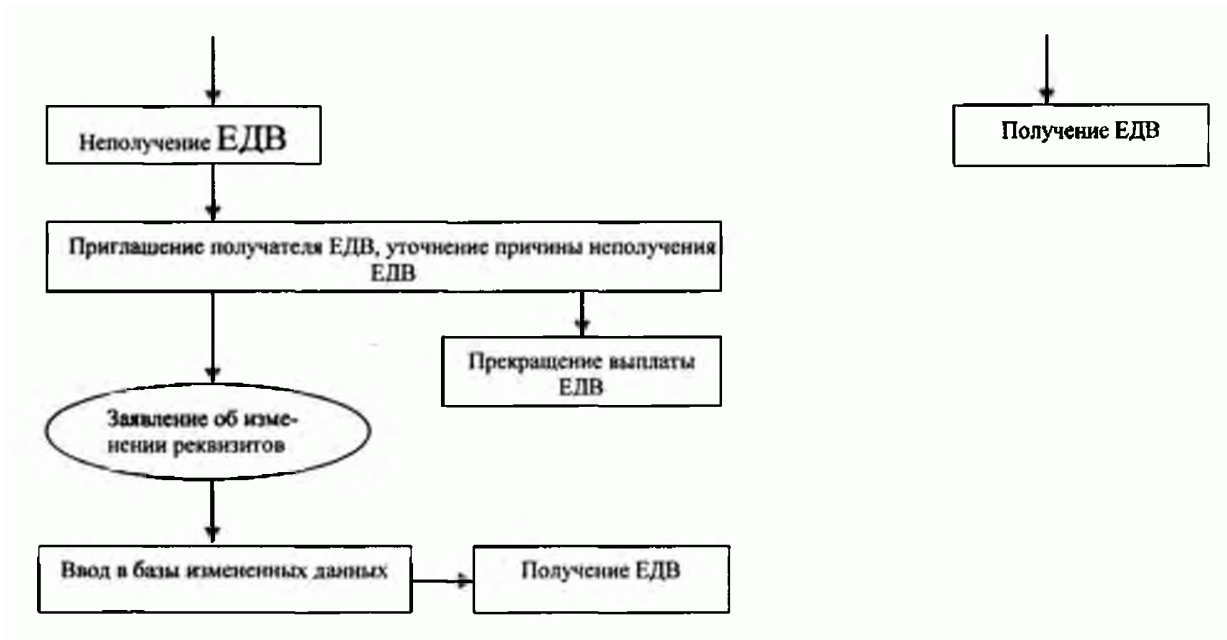 Неполучение ЕДВ
Получение ЕДВ
Приглашение получателя ЕДВ, уточнение причины неполучения
ЕДВ
Прекращение выплаты
ЕДВ
Заявление об изме-
нении реквизитов
Ввод в базы измененных данных
Получение ЕДВ